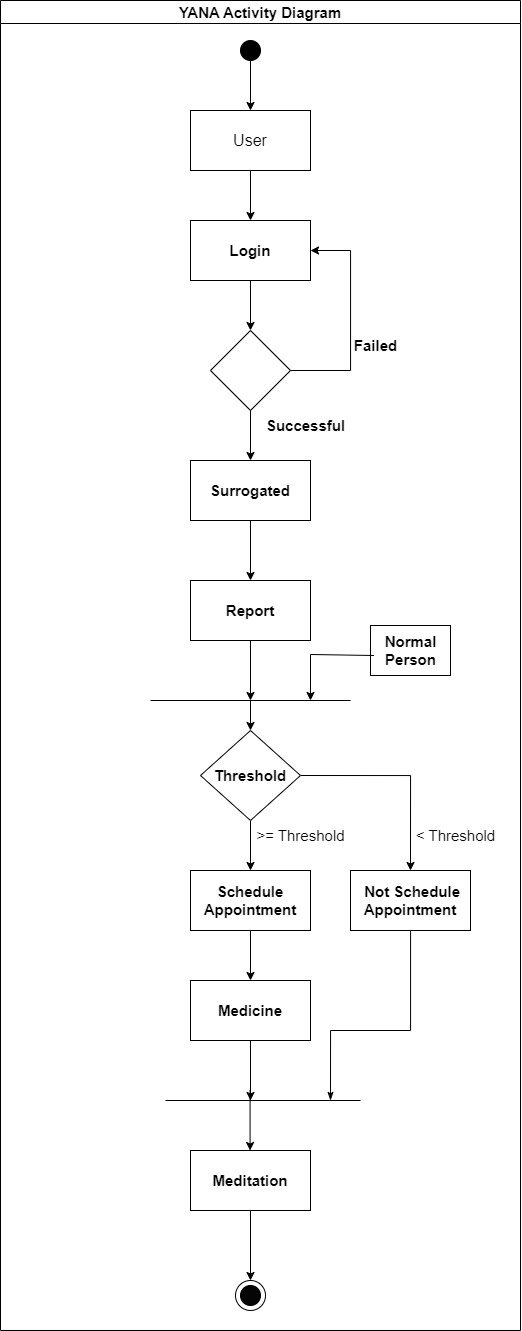 YANA Activity Diagram
User
Login
Failed
Successful
Surrogated
Report
Normal
Person
Threshold
>= Threshold
< Threshold
Schedule
Appointment
Not Schedule
Appointment
Medicine
Meditation